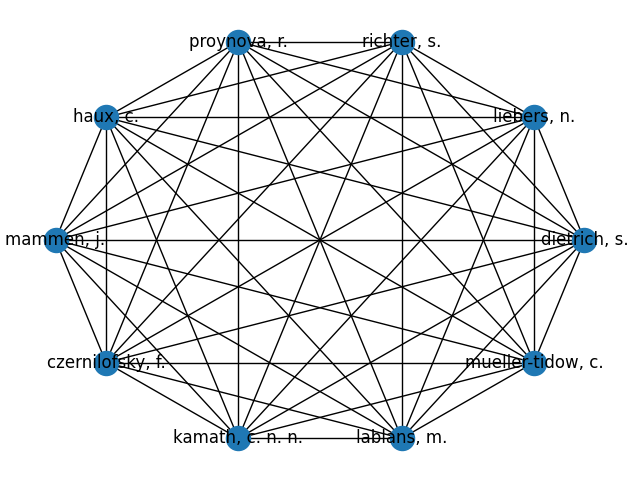 proynova, r.
richter, s.
haux, c.
liebers, n.
mammen, j.
dietrich, s.
czernilofsky, f.
mueller-tidow, c.
kamath, c. n. n.
lablans, m.